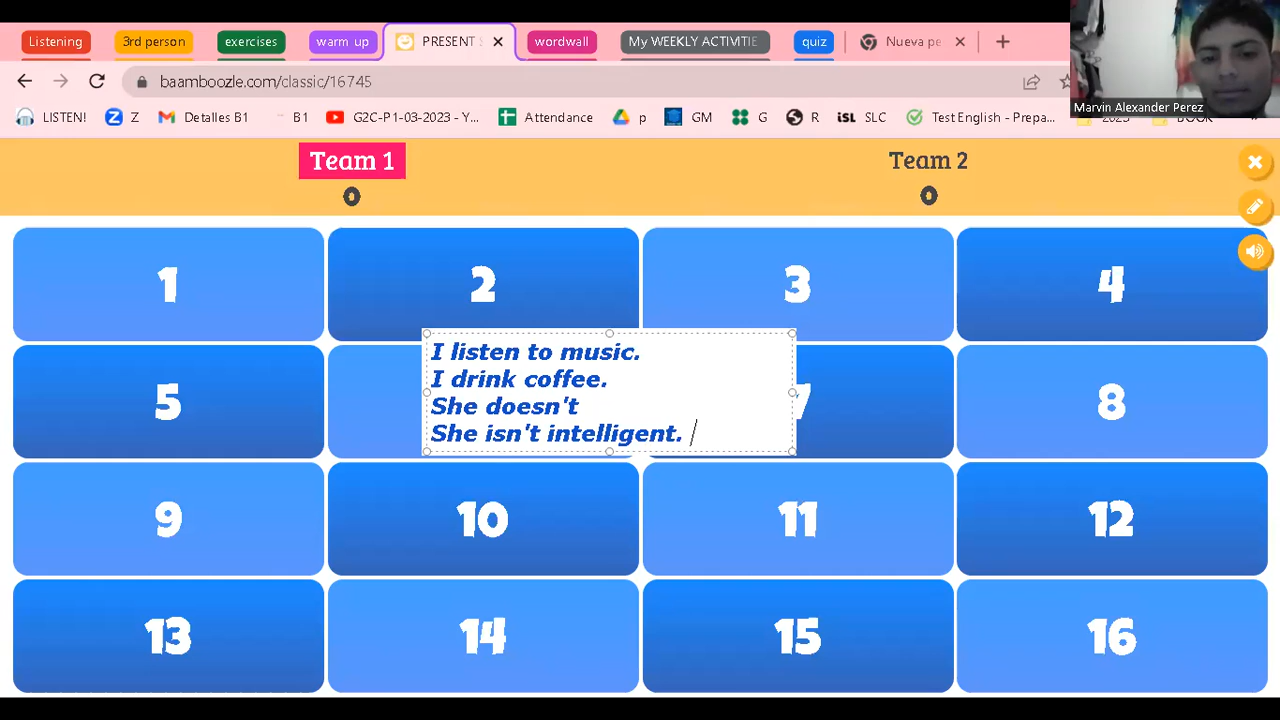 Listening
3rd person
exercises
warm up
PRESENT S
wordwall
My WEEKLY ACTIVITIE
quiz
Nueva pe
baamboozle.com/classic/16745
LISTEN!
Z
Detalles B1
B1
G2C-P1-03-2023 - Y...
Attendance
p
GM
G
R
iSL
SLC
Test English - Prepa...
Marvin Alexander Perez
Team 1
0
Team 2
0
1
2
3
4
5
7
8
I listen to music.
I drink coffee.
She doesn't
She isn't intelligent.
9
10
11
12
13
14
15
16